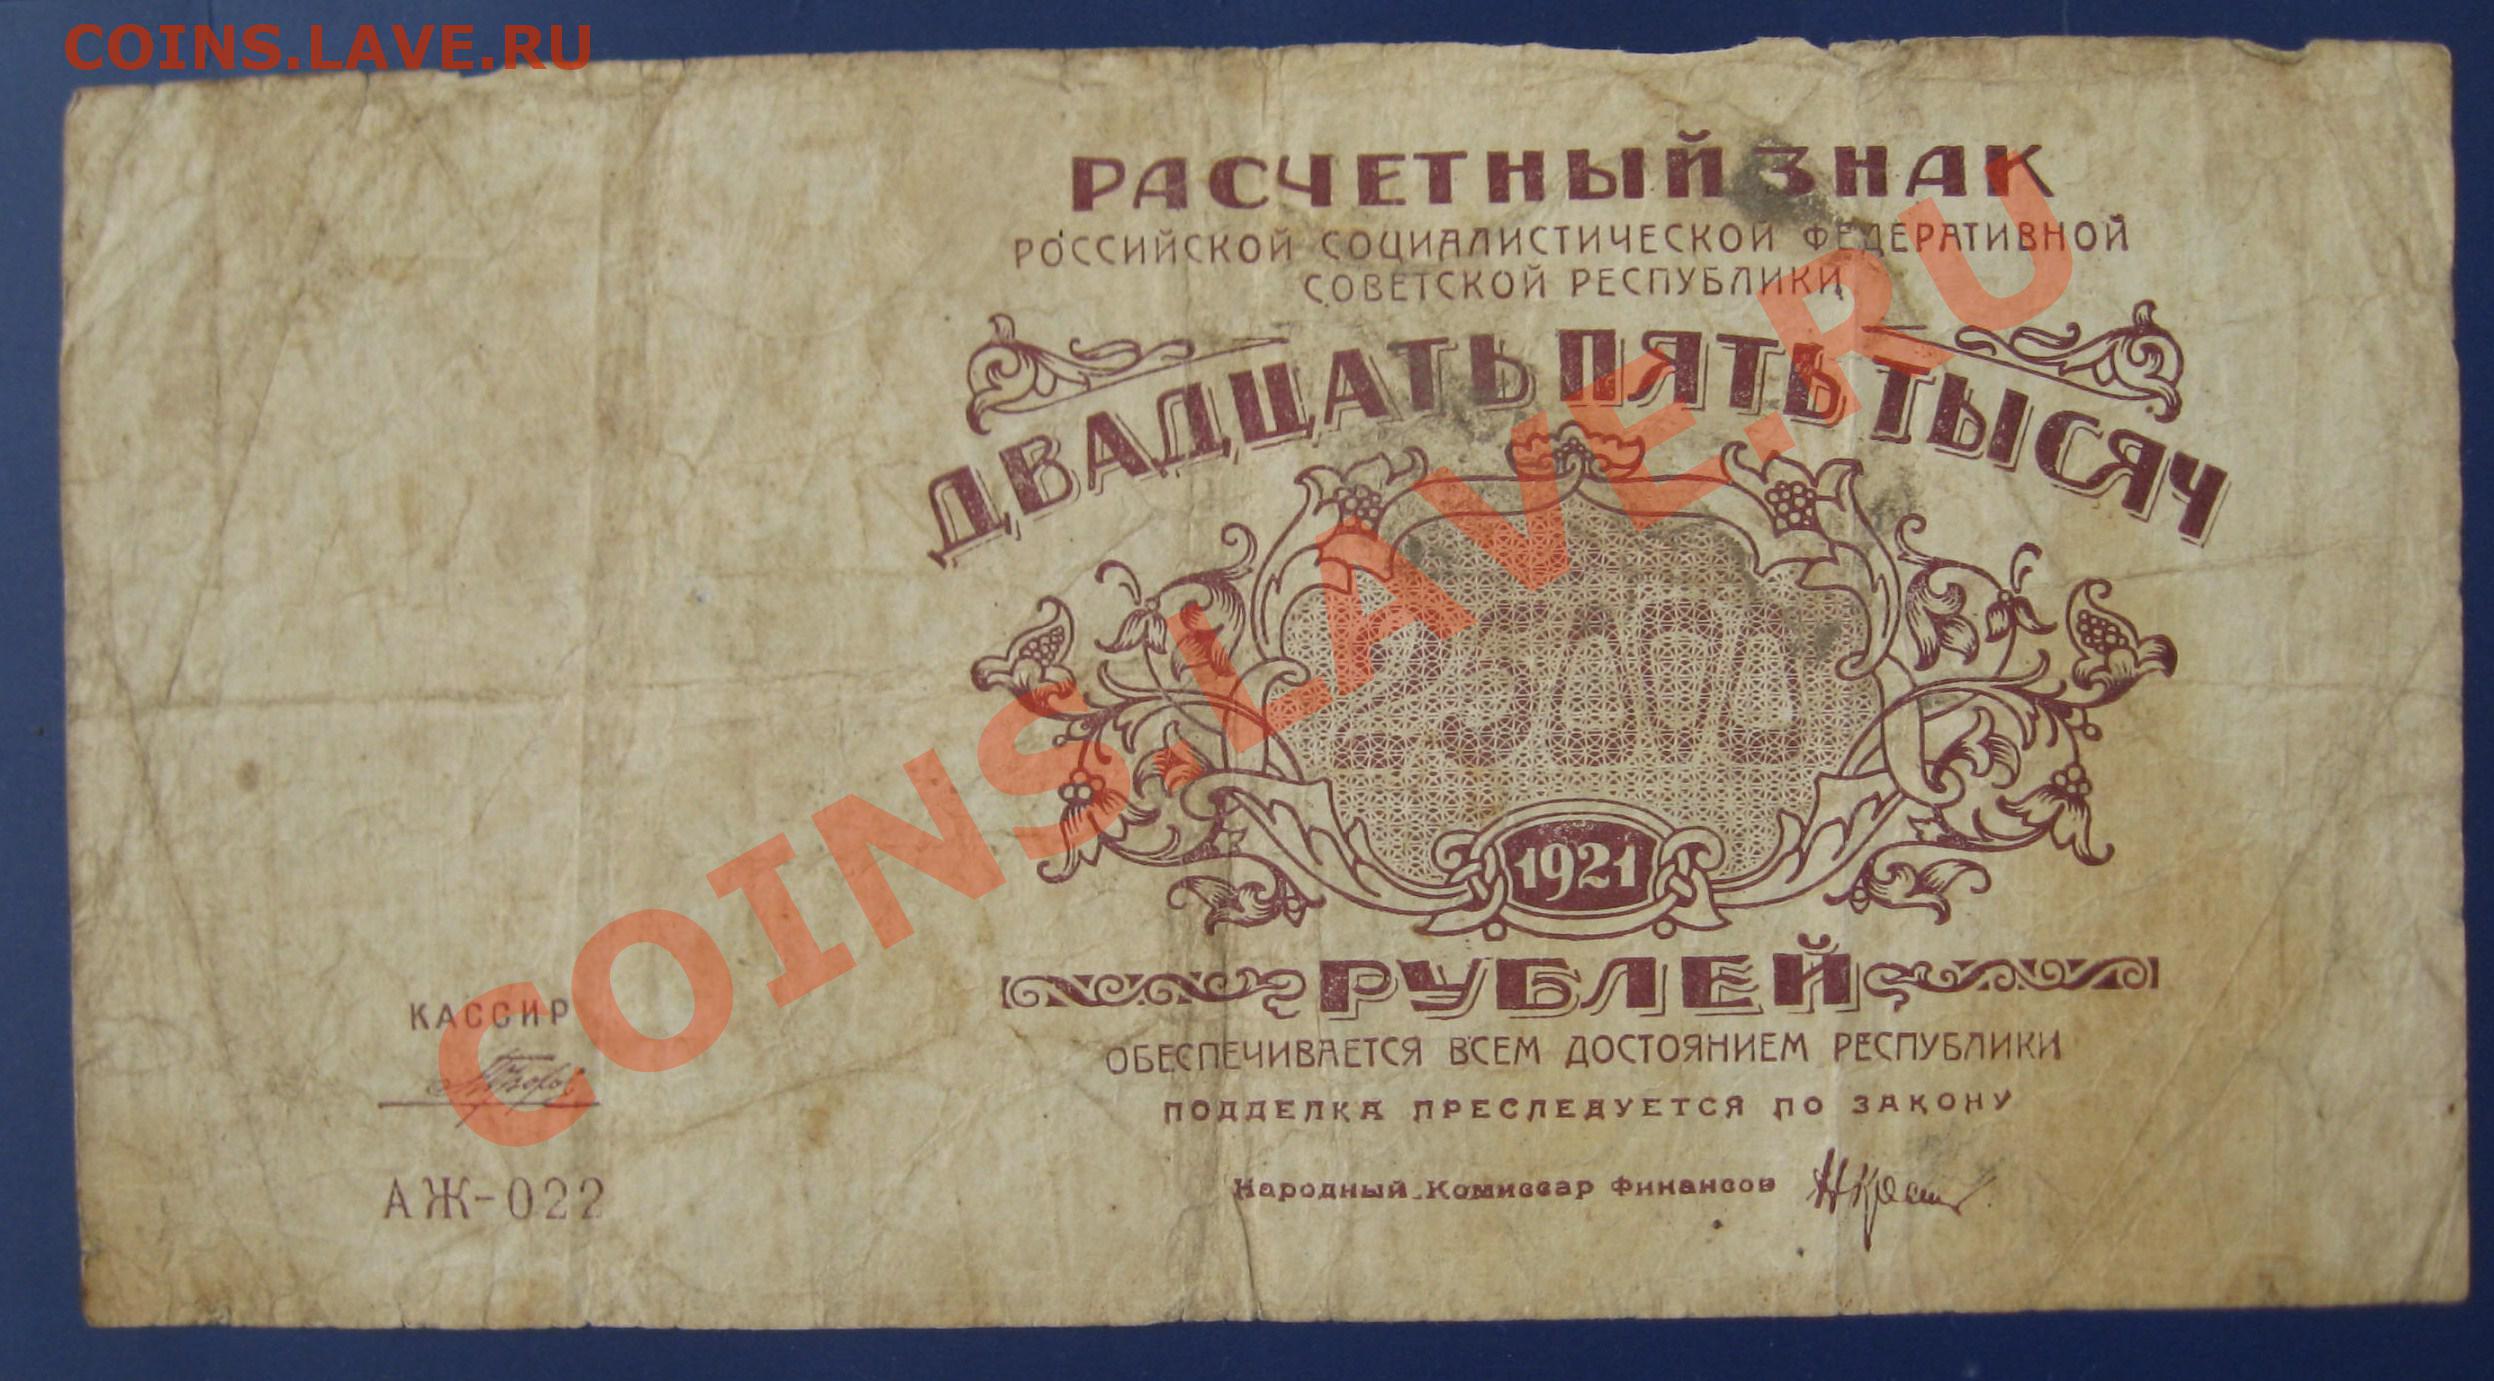 COINS.LAVE.RU
РАСЧЕТНЫЙ ЗНАК
РОССИЙСКОЙ СОЦИАЛИСТИЧЕСКОЙ ФЕДЕРАТИВНОЙ
СОВЕТСКОЙ РЕСПУБЛИКИ
ДВАДЦАТЬ ПЯТЬ ТЫСЯЧ
25000
1921
РУБЛЕЙ
ОБЕСПЕЧИВАЕТСЯ ВСЕМ ДОСТОЯНИЕМ РЕСПУБЛИКИ
ПОДДЕЛКА ПРЕСЛЕДУЕТСЯ ПО ЗАКОНУ
Народный Комиссар Финансов
КАССИР
АЖ-022
COINS.LAVE.RU